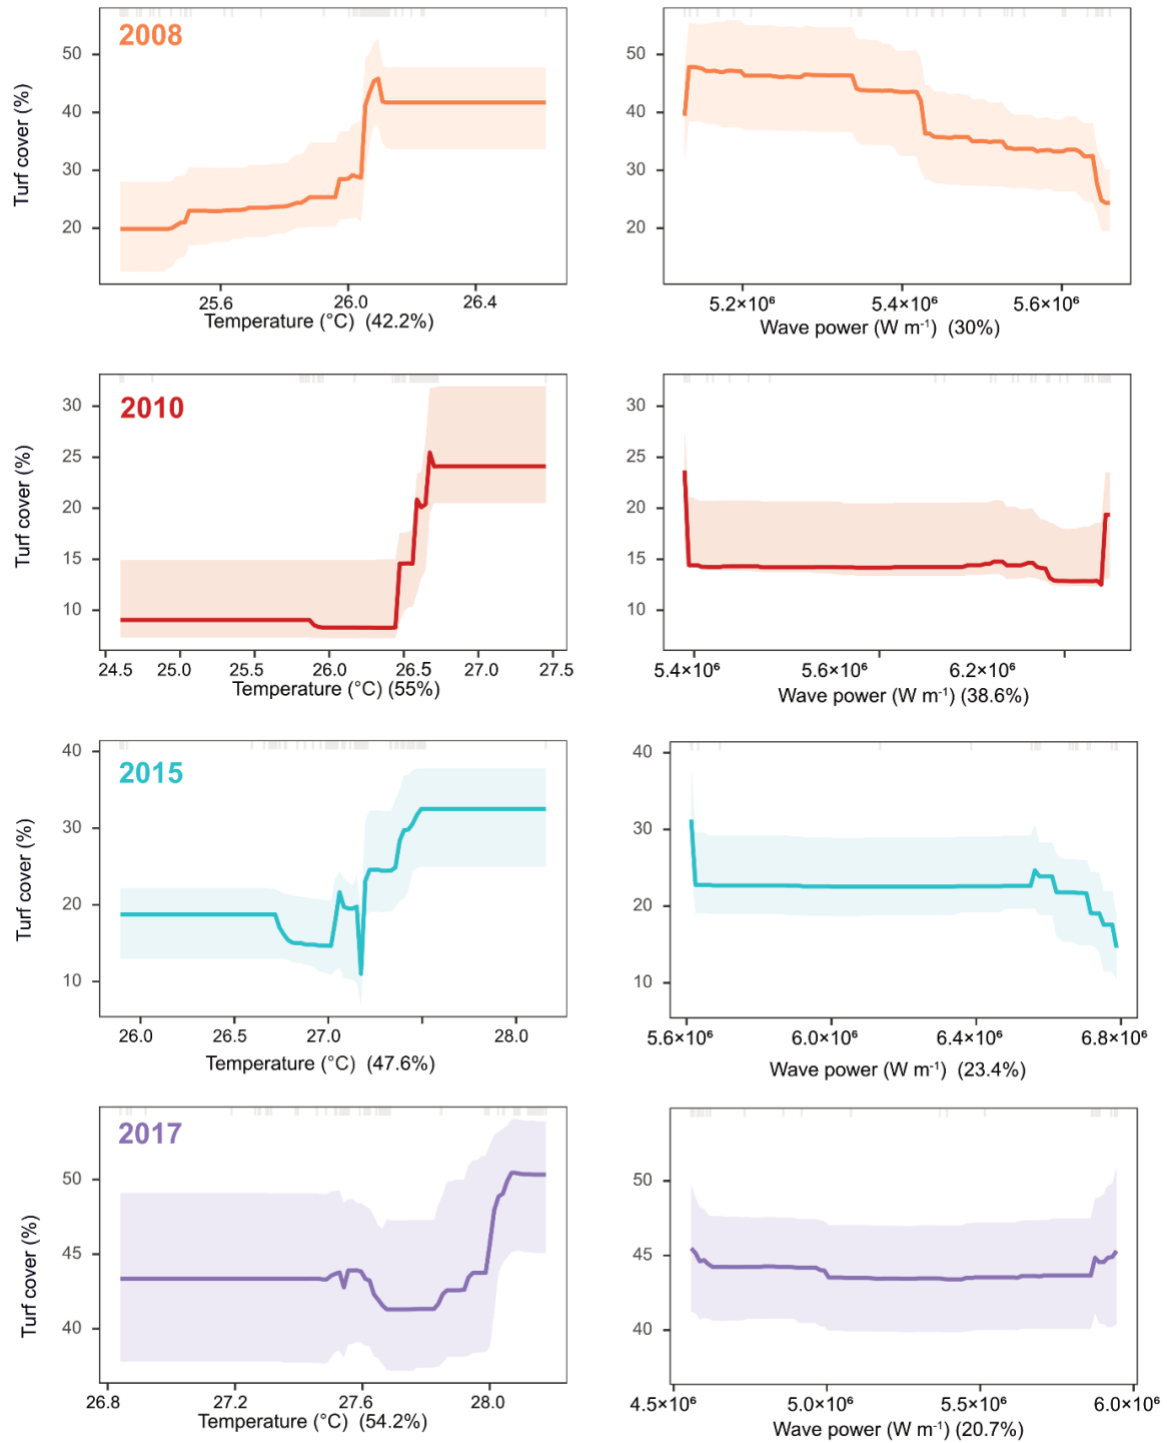 2008
Turf cover (%)
50
40
30
20
25.6 26.0 26.4
Temperature (°C) (42.2%)
50
40
30
20
5.2×10⁶ 5.4×10⁶ 5.6×10⁶
Wave power (W m⁻¹) (30%)
2010
Turf cover (%)
30
25
20
15
10
24.5 25.0 25.5 26.0 26.5 27.0 27.5
Temperature (°C) (55%)
30
25
20
15
10
5.4×10⁶ 5.6×10⁶ 6.2×10⁶
Wave power (W m⁻¹) (38.6%)
2015
Turf cover (%)
40
30
20
10
26.0 26.5 27.0 28.0
Temperature (°C) (47.6%)
40
30
20
10
5.6×10⁶ 6.0×10⁶ 6.4×10⁶ 6.8×10⁶
Wave power (W m⁻¹) (23.4%)
2017
Turf cover (%)
50
45
40
26.8 27.2 27.6 28.0
Temperature (°C) (54.2%)
50
45
40
4.5×10⁶ 5.0×10⁶ 5.5×10⁶ 6.0×10⁶
Wave power (W m⁻¹) (20.7%)